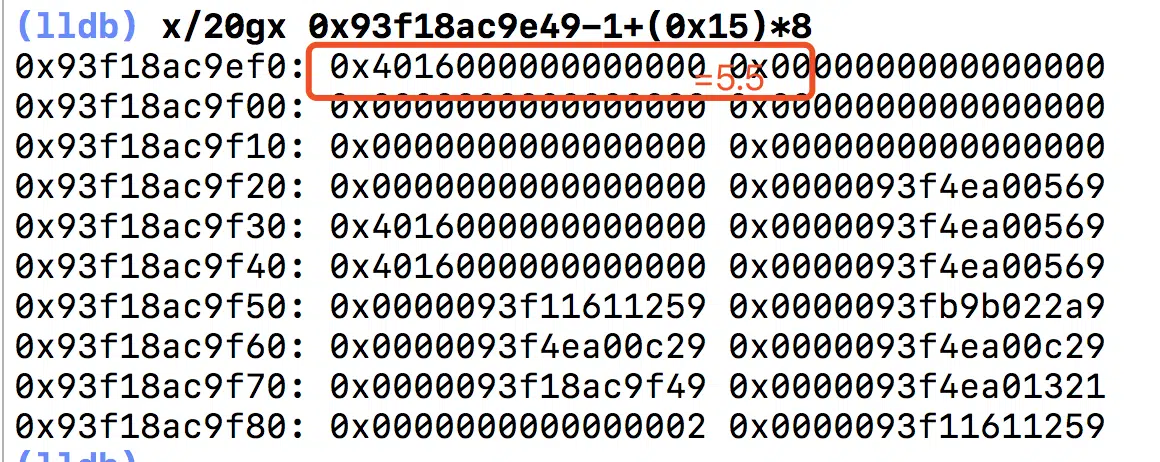 (lldb) x/20gx 0x93f18ac9e49-1+(0x15)*8
0x93f18ac9ef0: 0x4016000000000000 0x0000000000000000
=5.5
0x93f18ac9f00: 0x0000000000000000 0x0000000000000000
0x93f18ac9f10: 0x0000000000000000 0x0000000000000000
0x93f18ac9f20: 0x0000000000000000 0x0000093f4ea00569
0x93f18ac9f30: 0x4016000000000000 0x0000093f4ea00569
0x93f18ac9f40: 0x4016000000000000 0x0000093f4ea00569
0x93f18ac9f50: 0x0000093f11611259 0x0000093fb9b022a9
0x93f18ac9f60: 0x0000093f4ea00c29 0x0000093f4ea00c29
0x93f18ac9f70: 0x0000093f18ac9f49 0x0000093f4ea01321
0x93f18ac9f80: 0x0000000000000002 0x0000093f11611259
(lldb)